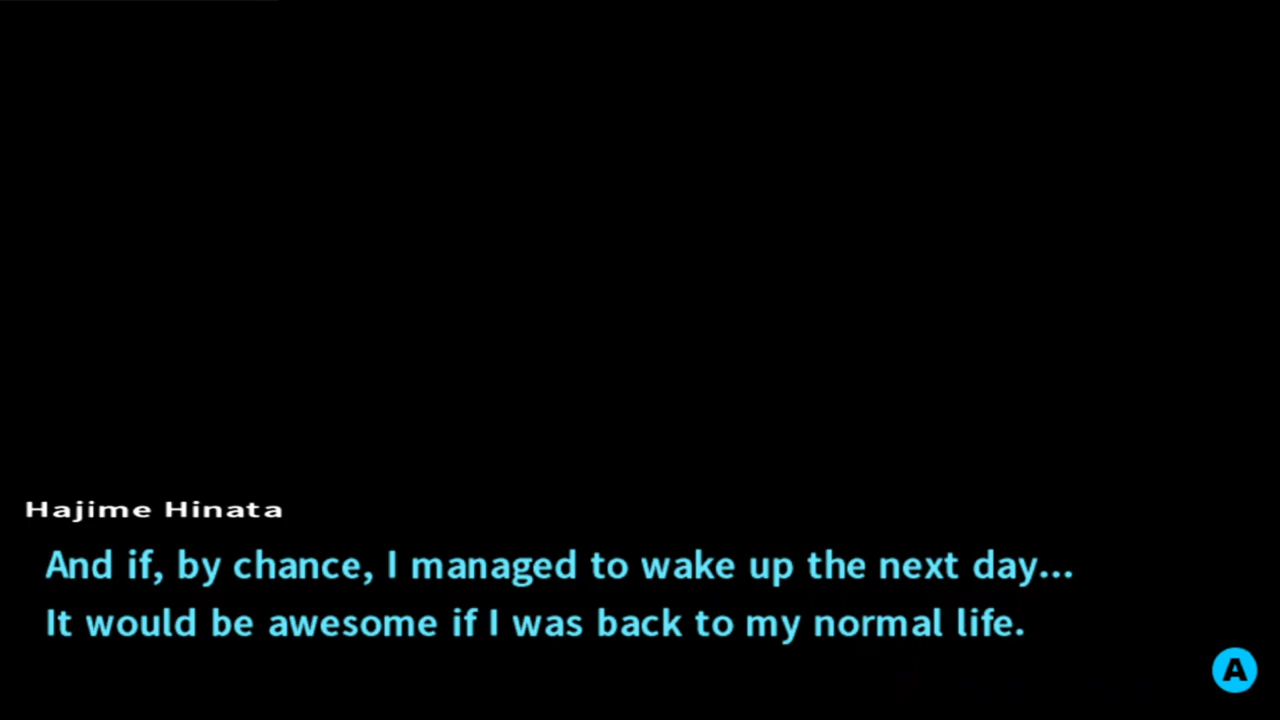 Hajime Hinata
And if, by chance, I managed to wake up the next day...
It would be awesome if I was back to my normal life.
A